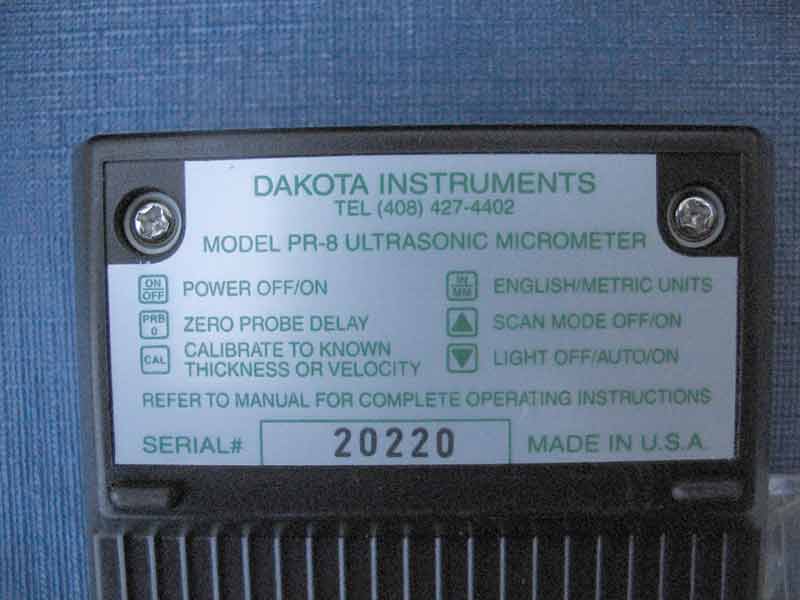 DAKOTA INSTRUMENTS
TEL (408) 427-4402
MODEL PR-8 ULTRASONIC MICROMETER
ON OFF POWER OFF/ON
IN MM ENGLISH/METRIC UNITS
PRB 0 ZERO PROBE DELAY
▲ SCAN MODE OFF/ON
CAL CALIBRATE TO KNOWN
THICKNESS OR VELOCITY
▼ LIGHT OFF/AUTO/ON
REFER TO MANUAL FOR COMPLETE OPERATING INSTRUCTIONS
SERIAL# 20220 MADE IN U.S.A.